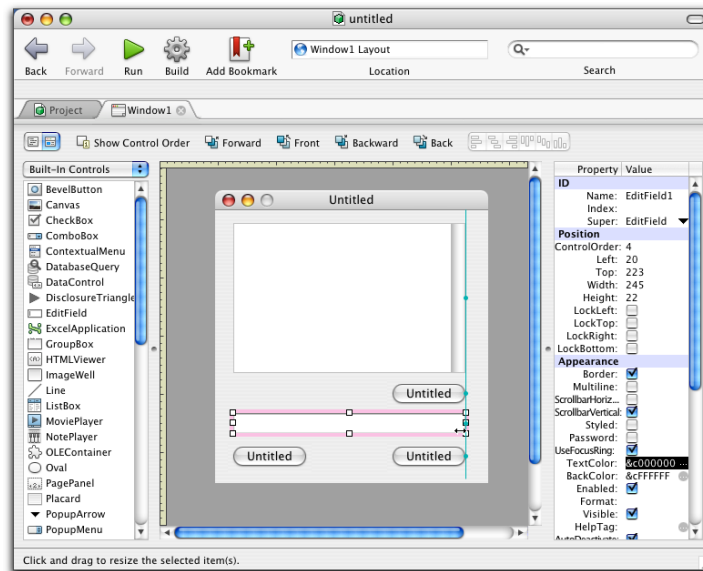 untitled
Back Forward Run Build Add Bookmark
Window1 Layout
Location
Search
Project Window1
Show Control Order Forward Front Backward Back
Built-In Controls
BevelButton
Canvas
CheckBox
ComboBox
ContextualMenu
DatabaseQuery
DataControl
DisclosureTriangle
EditField
ExcelApplication
GroupBox
HTMLViewer
ImageWell
Line
ListBox
MoviePlayer
NotePlayer
OLEContainer
Oval
PagePanel
Placard
PopupArrow
PopupMenu
Untitled
Untitled
Untitled Untitled
Property Value
ID
Name: EditField1
Index:
Super: EditField
Position
ControlOrder: 4
Left: 20
Top: 223
Width: 245
Height: 22
LockLeft:
LockTop:
LockRight:
LockBottom:
Appearance
Border:
Multiline:
ScrollbarHoriz...
ScrollbarVertical:
Styled:
Password:
UseFocusRing:
TextColor: &c000000 ...
BackColor: &cFFFFFF
Enabled:
Format:
Visible:
HelpTag:
AutoDeactivate:
Click and drag to resize the selected item(s).